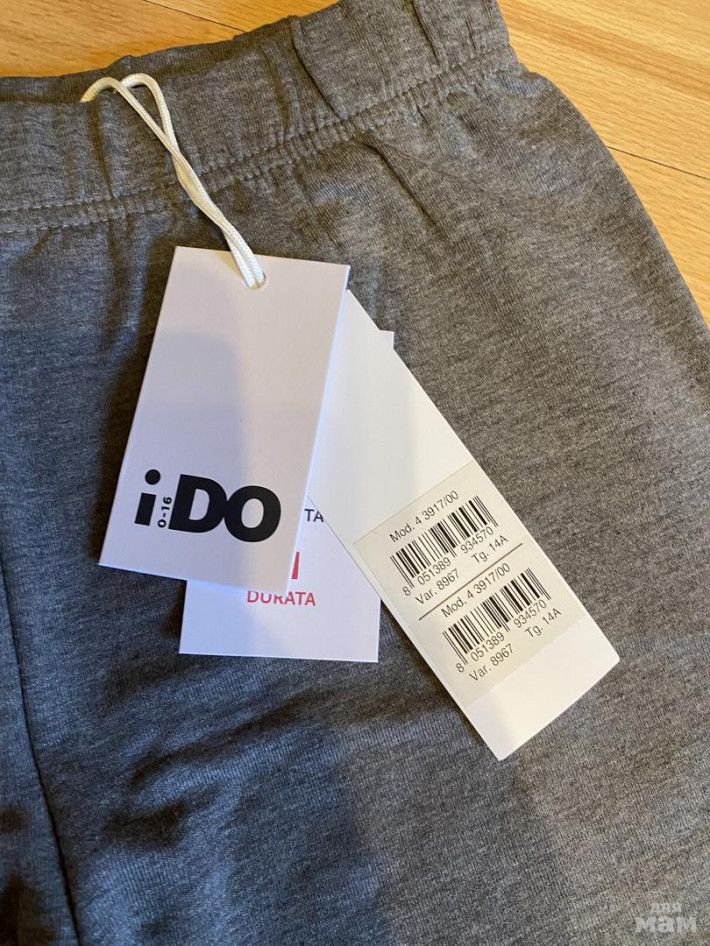 iDO
0-16
TA
DURATA
Mod. 4 3917/00
8 051389 934570
Var. 8967 Tg. 14A
Mod. 4 3917/00
8 051389 934570
Var. 8967 Tg. 14A
для
мам